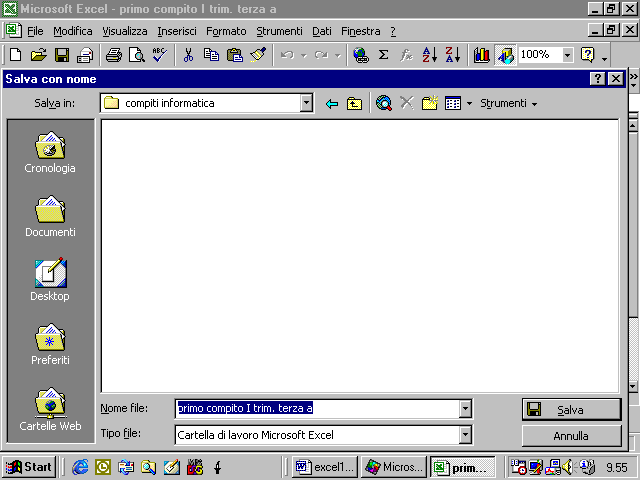 Microsoft Excel - primo compito I trim. terza a
File Modifica Visualizza Inserisci Formato Strumenti Dati Finestra ?
100%
Salva con nome
Salva in: compiti informatica Strumenti
Cronologia
Documenti
Desktop
Preferiti
Cartelle Web
Nome file: primo compito I trim. terza a Salva
Tipo file: Cartella di lavoro Microsoft Excel Annulla
Start excel1... Micros... prim... 9.55